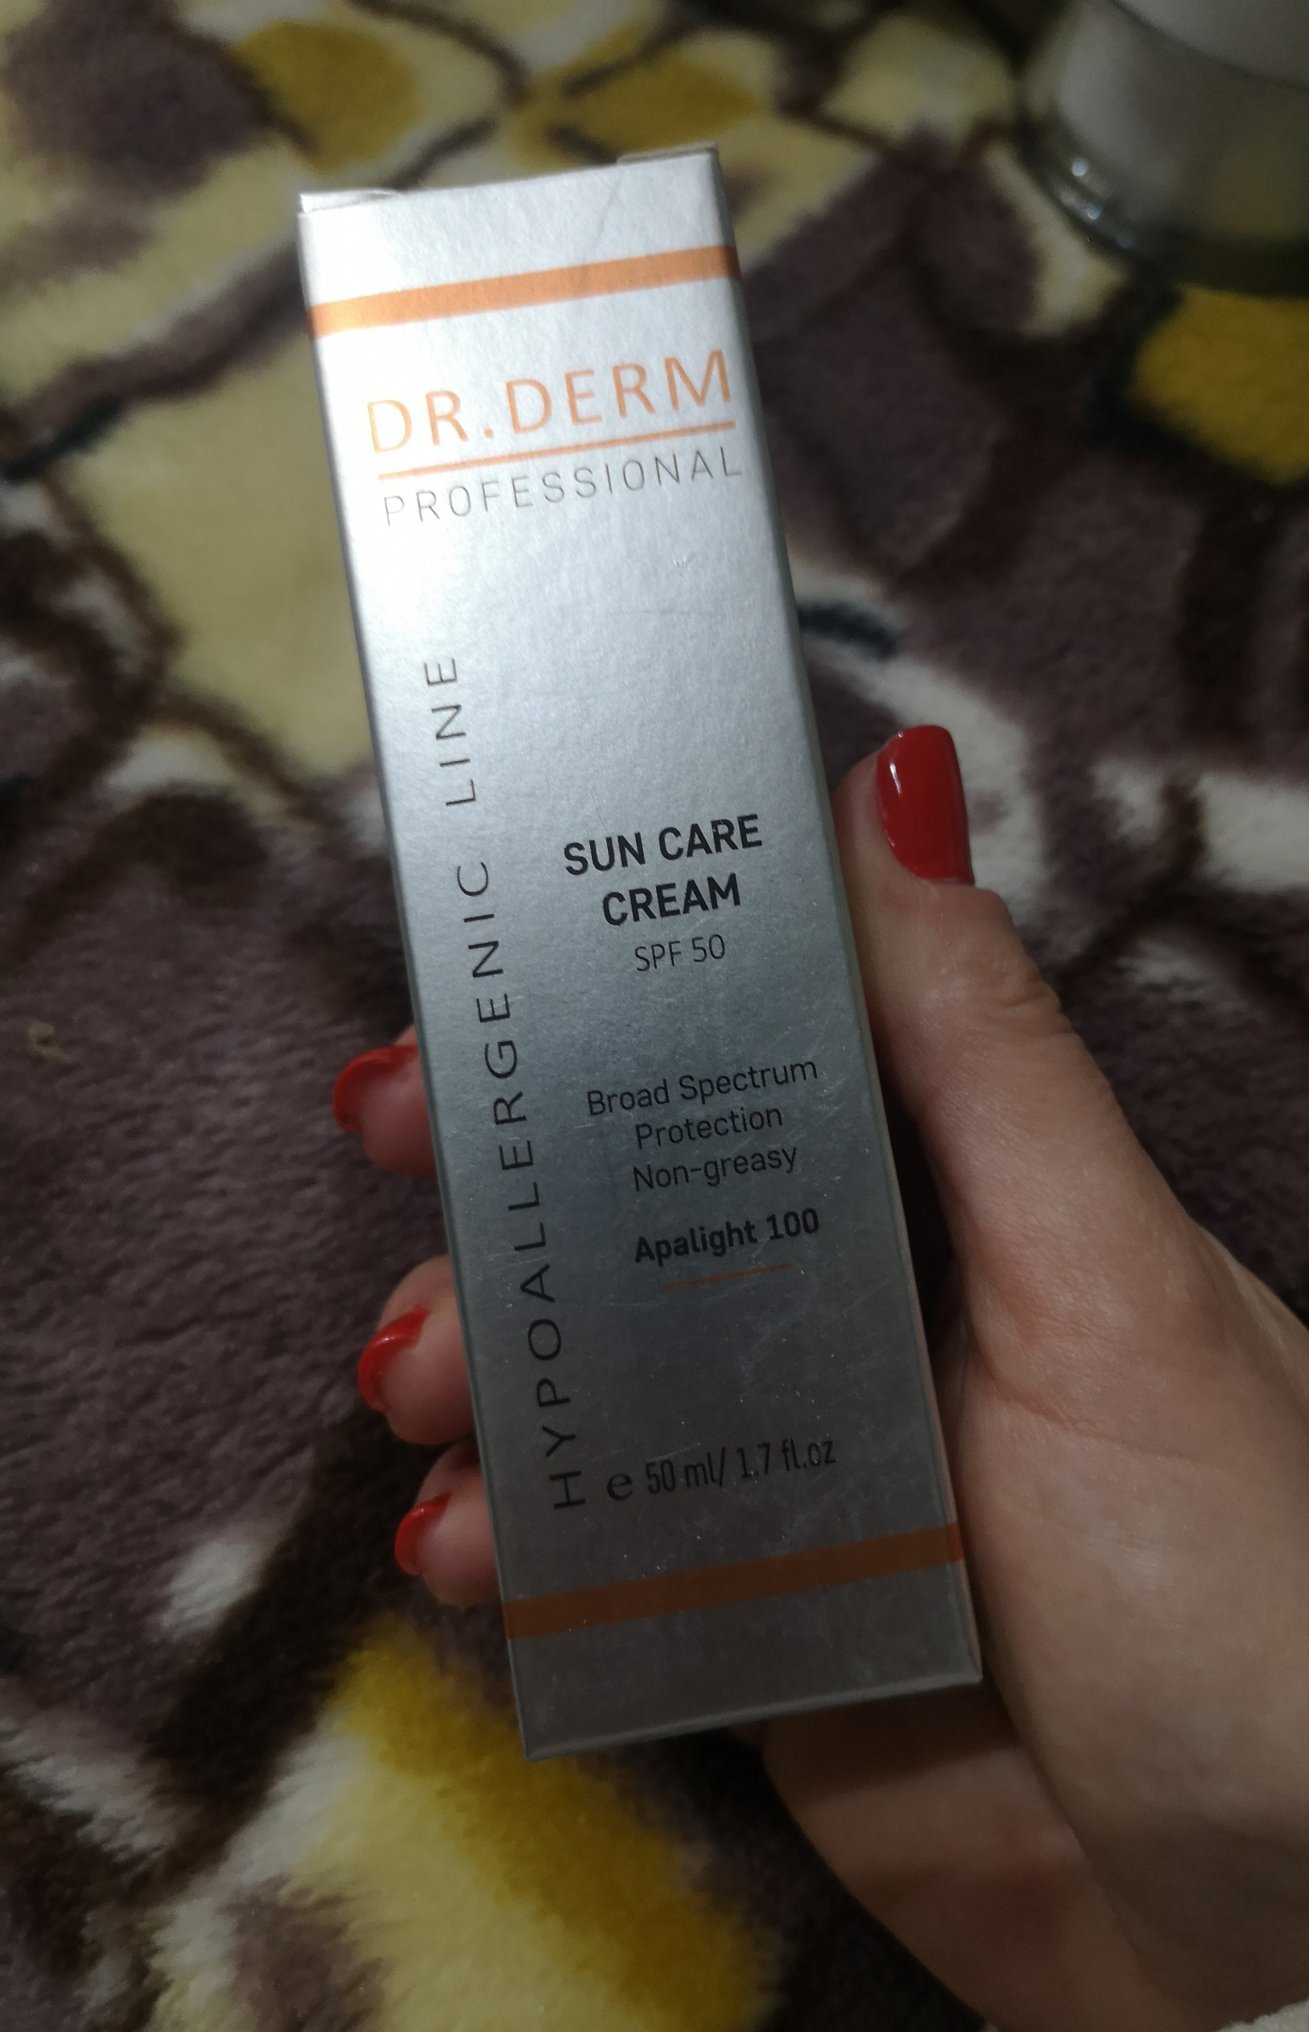 DR.DERM
PROFESSIONAL
HYPOALLERGENIC LINE
SUN CARE
CREAM
SPF 50
Broad Spectrum
Protection
Non-greasy
Apalight 100
e 50 ml/ 1.7 fl.oz